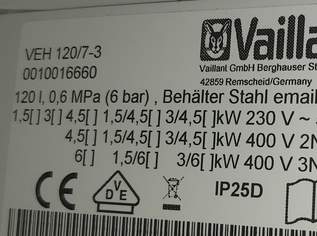 VEH 120/7-3
0010016660
Vaillant
Vaillant GmbH Berghauser
42859 Remscheid/Germany
120 l, 0,6 MPa (6 bar) , Behälter Stahl email
1,5[ ] 3[ ] 4,5[ ] 1,5/4,5[ ] 3/4,5[ ]kW 230 V ~
4,5[ ] 1,5/4,5[ ] 3/4,5[ ]kW 400 V 2N
6[ ] 1,5/6[ ] 3/6[ ]kW 400 V 3N
CE
VDE
IP25D